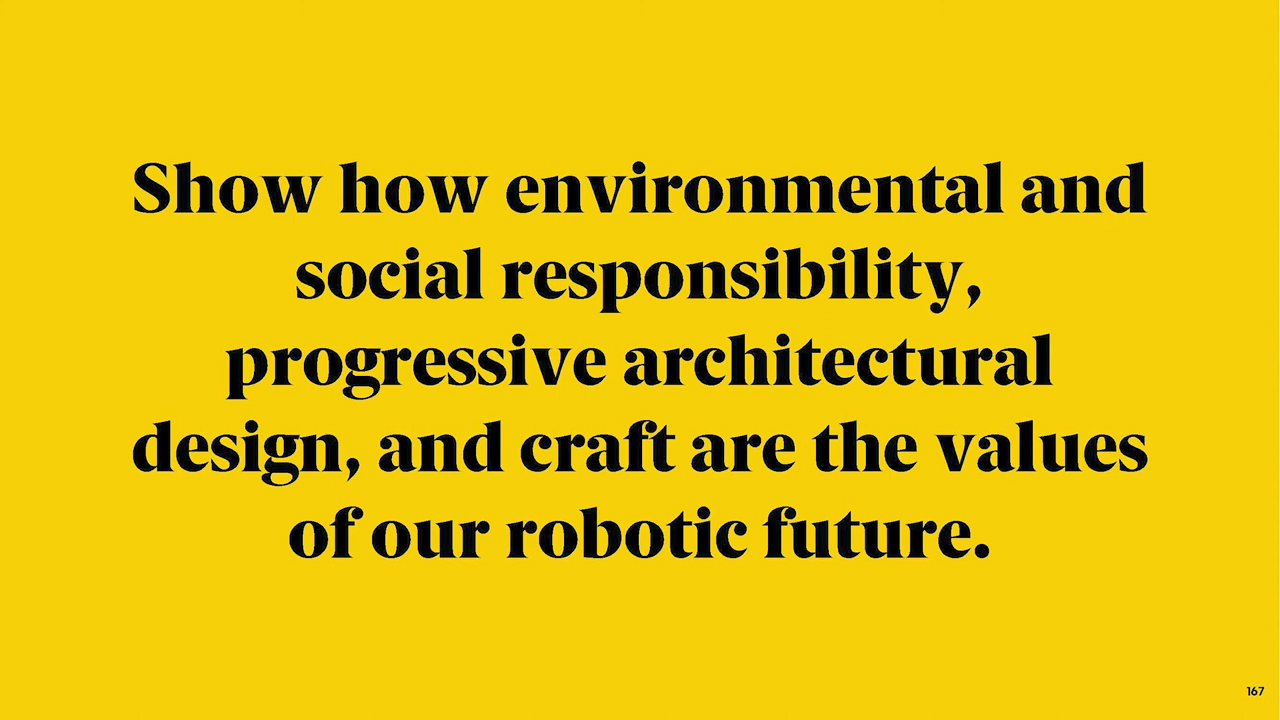 Show how environmental and
social responsibility,
progressive architectural
design, and craft are the values
of our robotic future.
167